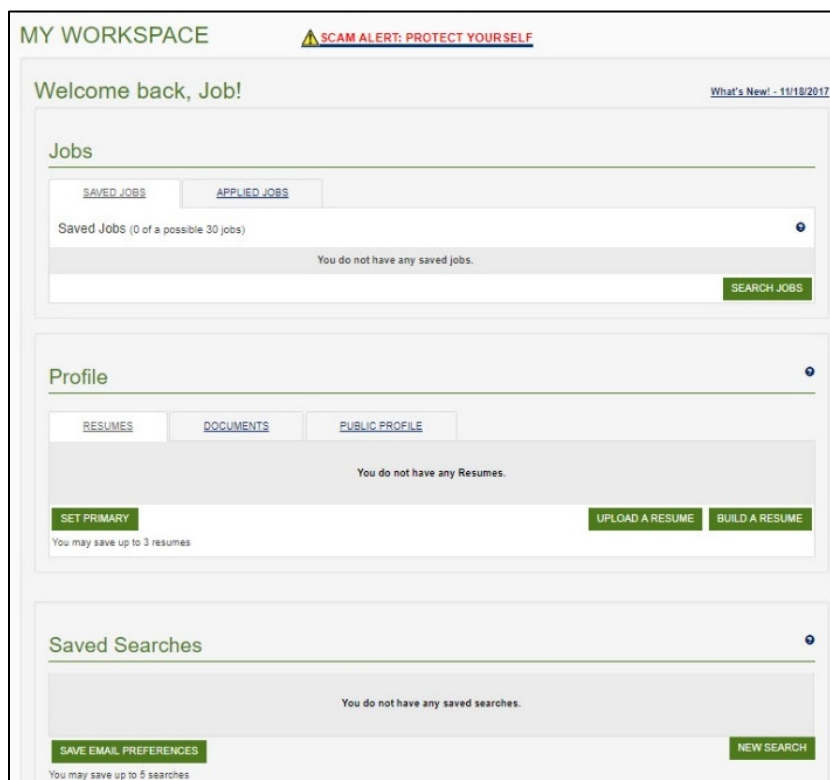 MY WORKSPACE
SCAM ALERT: PROTECT YOURSELF
Welcome back, Job!
What's New! - 11/18/2017
Jobs
SAVED JOBS
APPLIED JOBS
Saved Jobs (0 of a possible 30 jobs)
You do not have any saved jobs.
SEARCH JOBS
Profile
RESUMES
DOCUMENTS
PUBLIC PROFILE
You do not have any Resumes.
SET PRIMARY
UPLOAD A RESUME
BUILD A RESUME
You may save up to 3 resumes
Saved Searches
You do not have any saved searches.
SAVE EMAIL PREFERENCES
NEW SEARCH
You may save up to 5 searches